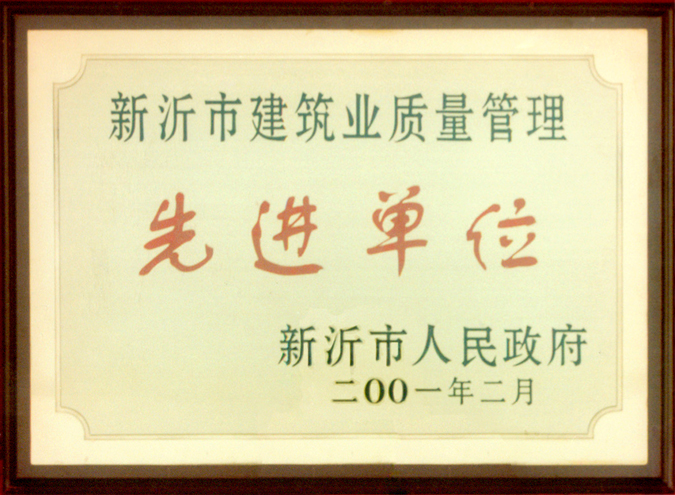 新沂市建筑业质量管理
先进单位
新沂市人民政府
二00一年二月